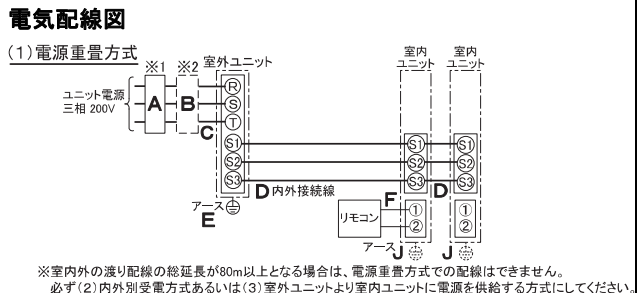 電気配線図
(1)電源重畳方式
※1 ※2 室外ユニット
室内
ユニット
室内
ユニット
ユニット電源
三相 200V
A
B
C
R
S
T
S1
S2
S3
S1
S2
S3
S1
S2
S3
D 内外接続線
D
アース
E
リモコン
F
①
②
①
②
アース J
J
※室内外の渡り配線の総延長が80m以上となる場合は、電源重畳方式での配線はできません。
必ず(2)内外別受電方式あるいは(3)室外ユニットより室内ユニットに電源を供給する方式にしてください。